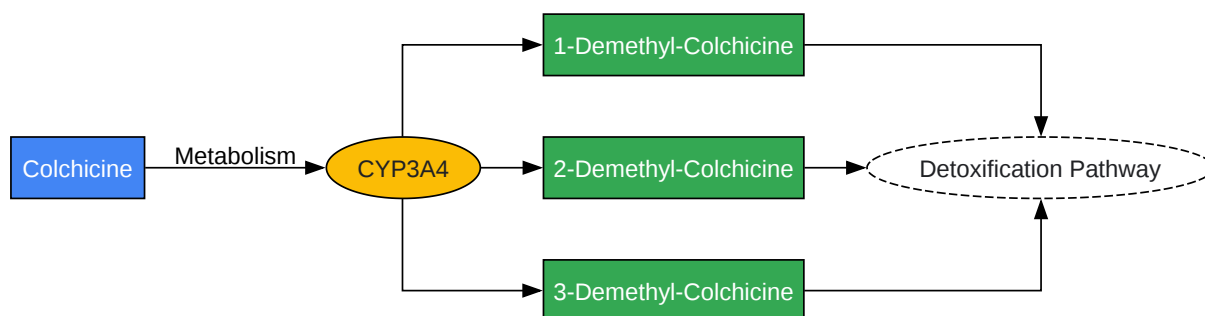 1-Demethyl-Colchicine
Colchicine
Metabolism
CYP3A4
2-Demethyl-Colchicine
Detoxification Pathway
3-Demethyl-Colchicine